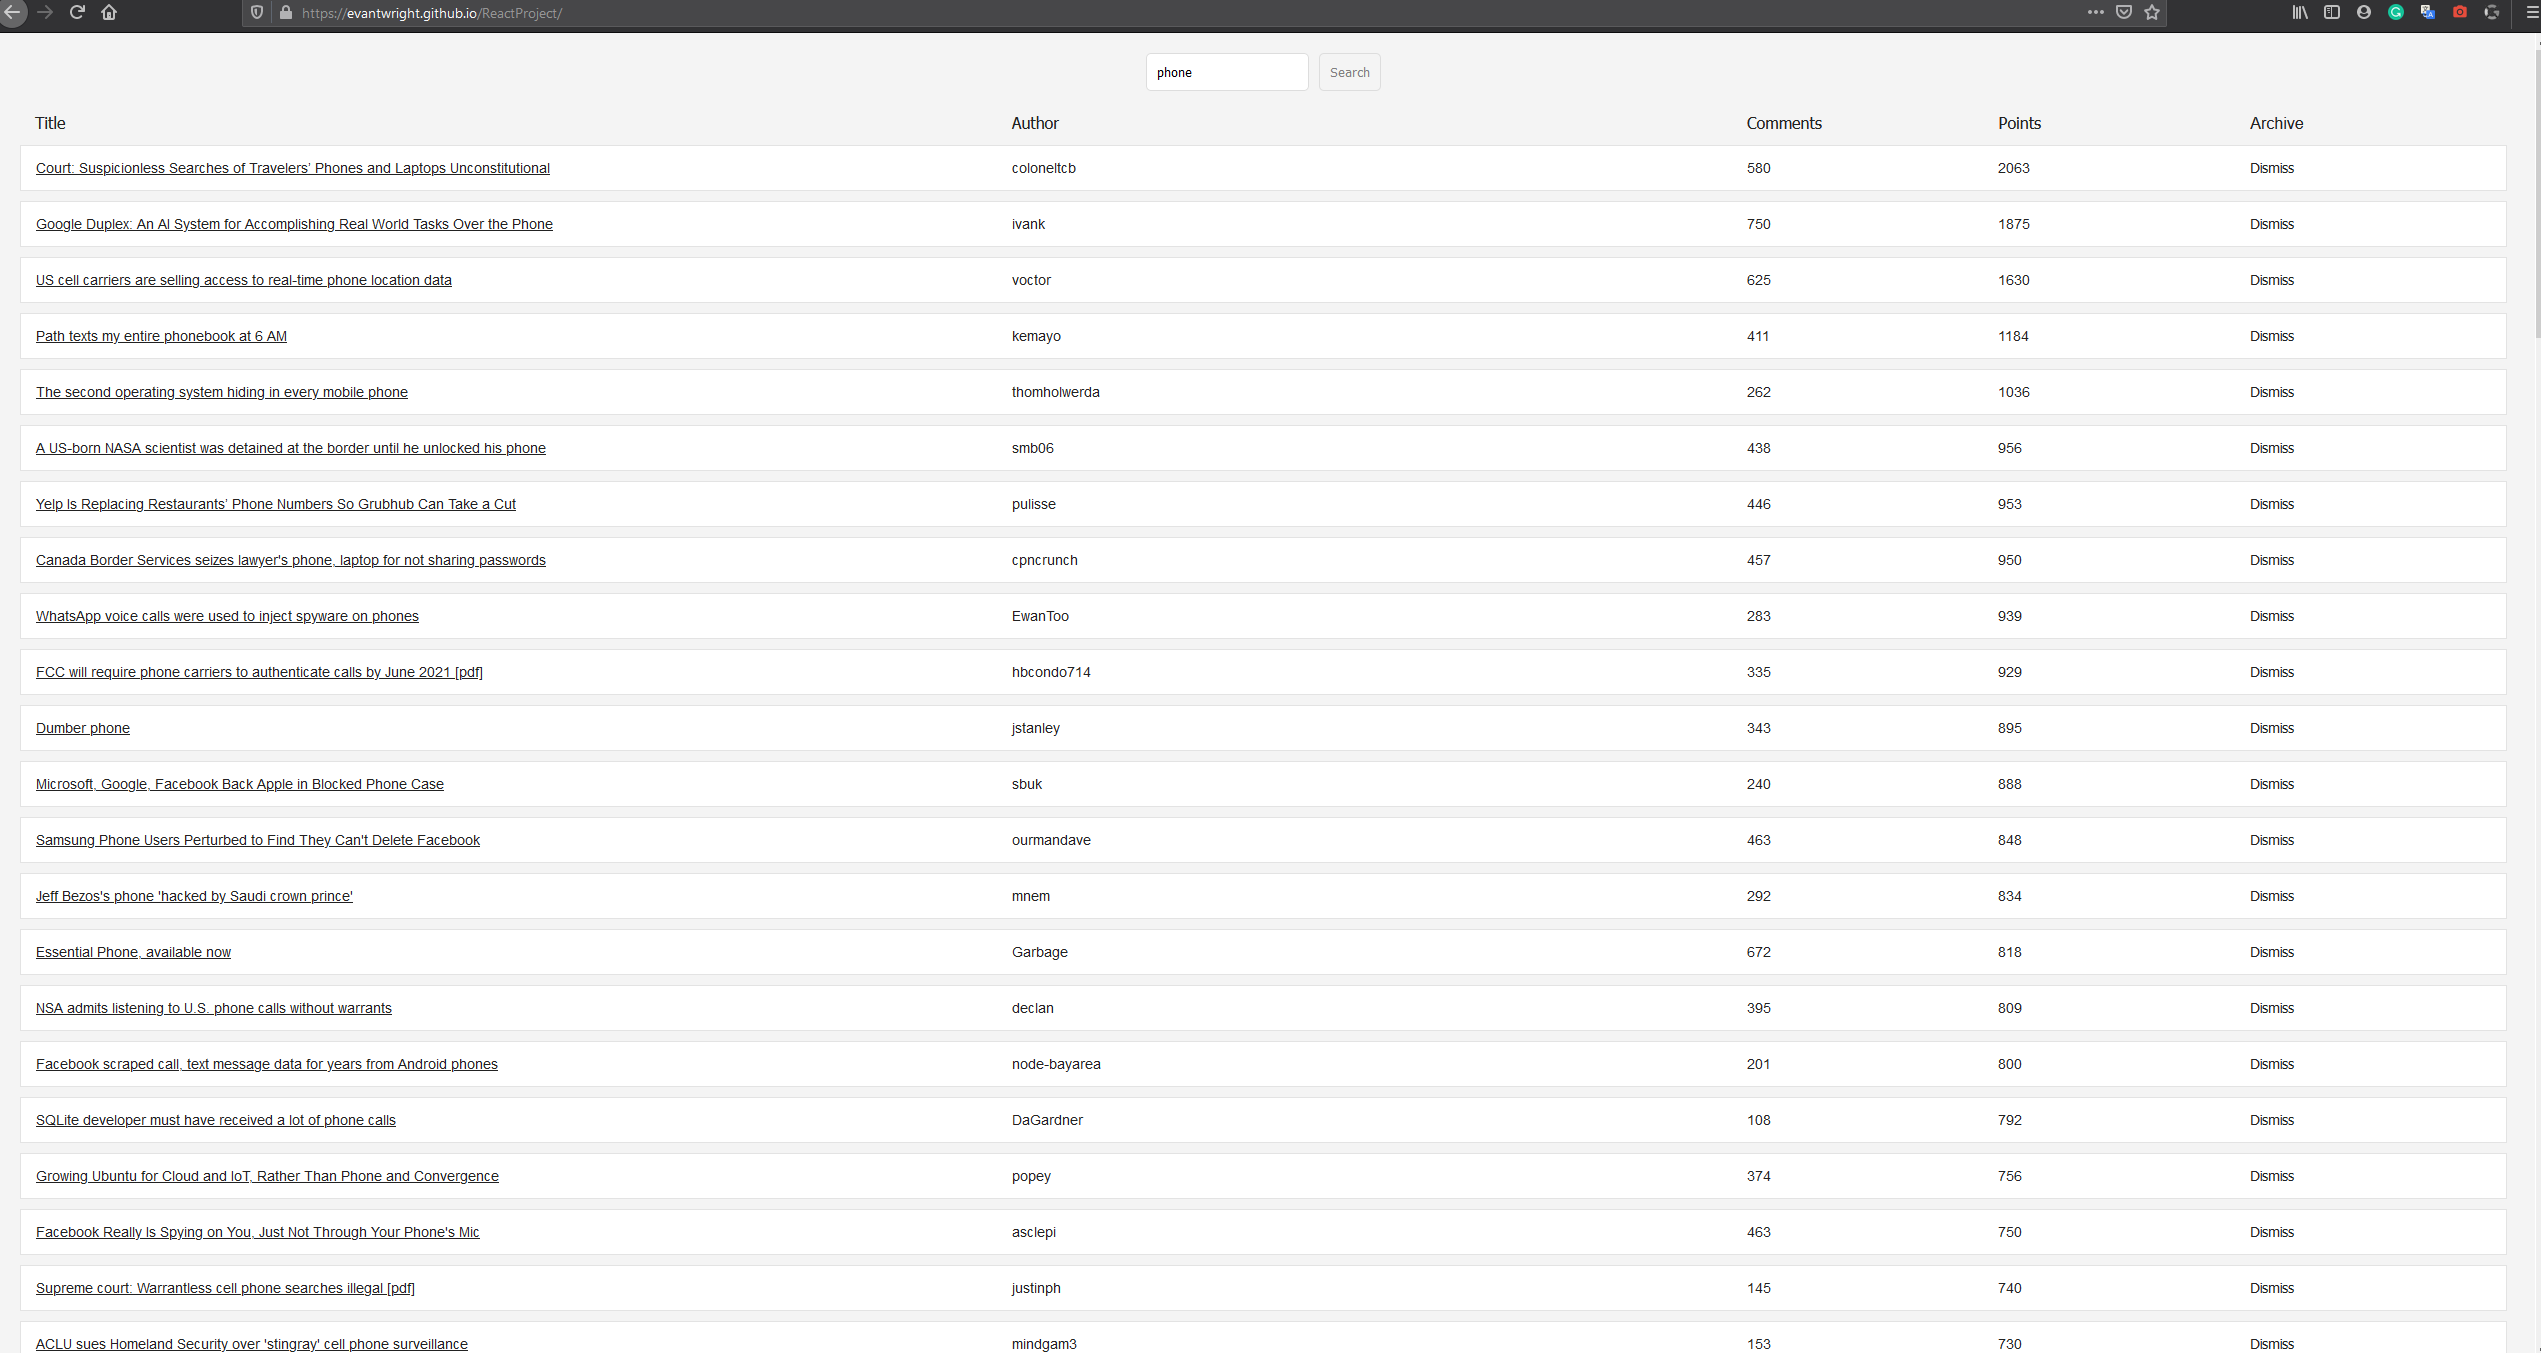 https://evantwright.github.io/ReactProject/
phone Search
Title Author Comments Points Archive
Court: Suspicionless Searches of Travelers’ Phones and Laptops Unconstitutional coloneltcb 580 2063 Dismiss
Google Duplex: An AI System for Accomplishing Real World Tasks Over the Phone ivank 750 1875 Dismiss
US cell carriers are selling access to real-time phone location data voctor 625 1630 Dismiss
Path texts my entire phonebook at 6 AM kemayo 411 1184 Dismiss
The second operating system hiding in every mobile phone thomholwerda 262 1036 Dismiss
A US-born NASA scientist was detained at the border until he unlocked his phone smb06 438 956 Dismiss
Yelp Is Replacing Restaurants’ Phone Numbers So Grubhub Can Take a Cut pulisse 446 953 Dismiss
Canada Border Services seizes lawyer's phone, laptop for not sharing passwords cpncrunch 457 950 Dismiss
WhatsApp voice calls were used to inject spyware on phones EwanToo 283 939 Dismiss
FCC will require phone carriers to authenticate calls by June 2021 [pdf] hbcondo714 335 929 Dismiss
Dumber phone jstanley 343 895 Dismiss
Microsoft, Google, Facebook Back Apple in Blocked Phone Case sbuk 240 888 Dismiss
Samsung Phone Users Perturbed to Find They Can't Delete Facebook ourmandave 463 848 Dismiss
Jeff Bezos's phone 'hacked by Saudi crown prince' mnem 292 834 Dismiss
Essential Phone, available now Garbage 672 818 Dismiss
NSA admits listening to U.S. phone calls without warrants declan 395 809 Dismiss
Facebook scraped call, text message data for years from Android phones node-bayarea 201 800 Dismiss
SQLite developer must have received a lot of phone calls DaGardner 108 792 Dismiss
Growing Ubuntu for Cloud and IoT, Rather Than Phone and Convergence popey 374 756 Dismiss
Facebook Really Is Spying on You, Just Not Through Your Phone's Mic asclepi 463 750 Dismiss
Supreme court: Warrantless cell phone searches illegal [pdf] justinph 145 740 Dismiss
ACLU sues Homeland Security over 'stingray' cell phone surveillance mindgam3 153 730 Dismiss